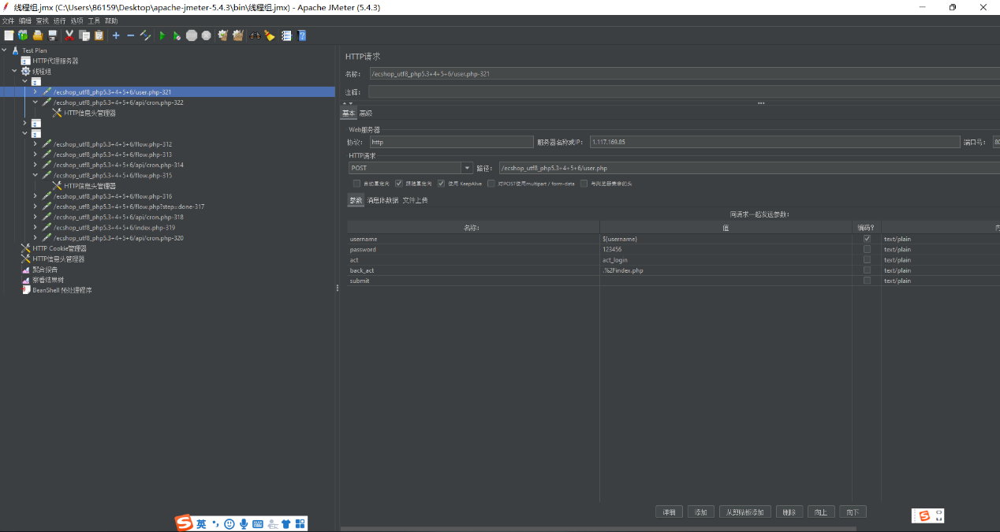 线程组.jmx (C:\Users\86159\Desktop\apache-jmeter-5.4.3\bin\线程组.jmx) - Apache JMeter (5.4.3)
文件 编辑 查找 运行 选项 工具 帮助
Test Plan
HTTP代理服务器
线程组
/ecshop_utf8_php5.3+4+5+6/user.php-321
/ecshop_utf8_php5.3+4+5+6/api/cron.php-322
HTTP信息头管理器
/ecshop_utf8_php5.3+4+5+6/flow.php-312
/ecshop_utf8_php5.3+4+5+6/flow.php-313
/ecshop_utf8_php5.3+4+5+6/api/cron.php-314
/ecshop_utf8_php5.3+4+5+6/flow.php-315
HTTP信息头管理器
/ecshop_utf8_php5.3+4+5+6/flow.php-316
/ecshop_utf8_php5.3+4+5+6/flow.php?step=done-317
/ecshop_utf8_php5.3+4+5+6/api/cron.php-318
/ecshop_utf8_php5.3+4+5+6/index.php-319
/ecshop_utf8_php5.3+4+5+6/api/cron.php-320
HTTP Cookie管理器
HTTP信息头管理器
聚合报告
察看结果树
BeanShell 预处理程序
HTTP请求
名称: /ecshop_utf8_php5.3+4+5+6/user.php-321
注释:
基本 高级
Web服务器
协议: http 服务器名称或IP: 1.117.169.85 端口号: 80
HTTP请求
POST 路径: /ecshop_utf8_php5.3+4+5+6/user.php
自动重定向 跟随重定向 使用 KeepAlive 对POST使用multipart / form-data 与浏览器兼容的头
参数 消息体数据 文件上传
同请求一起发送参数:
名称: 值 编码? 内
username ${username} text/plain
password 123456 text/plain
act act_login text/plain
back_act .%2Findex.php text/plain
submit text/plain
详细 添加 从剪贴板添加 删除 向上 向下
英